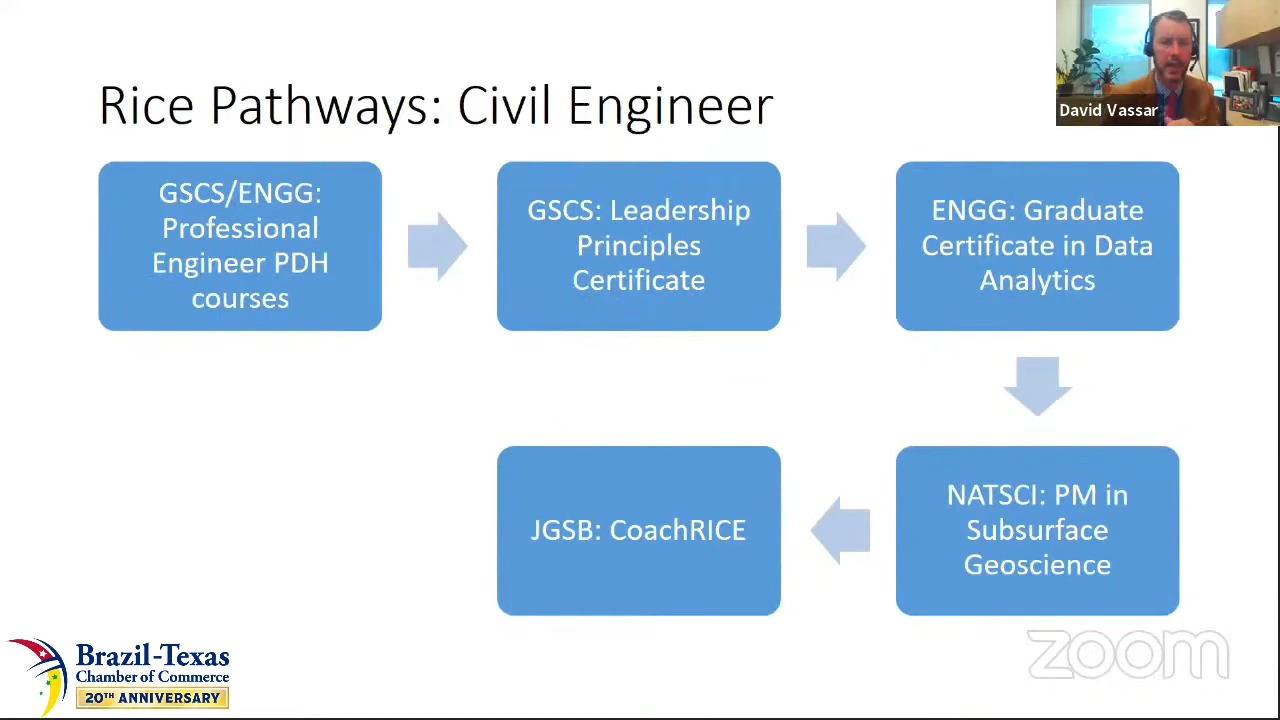 Rice Pathways: Civil Engineer
David Vassar
GSCS/ENGG:
Professional
Engineer PDH
courses
GSCS: Leadership
Principles
Certificate
ENGG: Graduate
Certificate in Data
Analytics
NATSCI: PM in
Subsurface
Geoscience
JGSB: CoachRICE
Brazil-Texas
Chamber of Commerce
20TH ANNIVERSARY
zoom